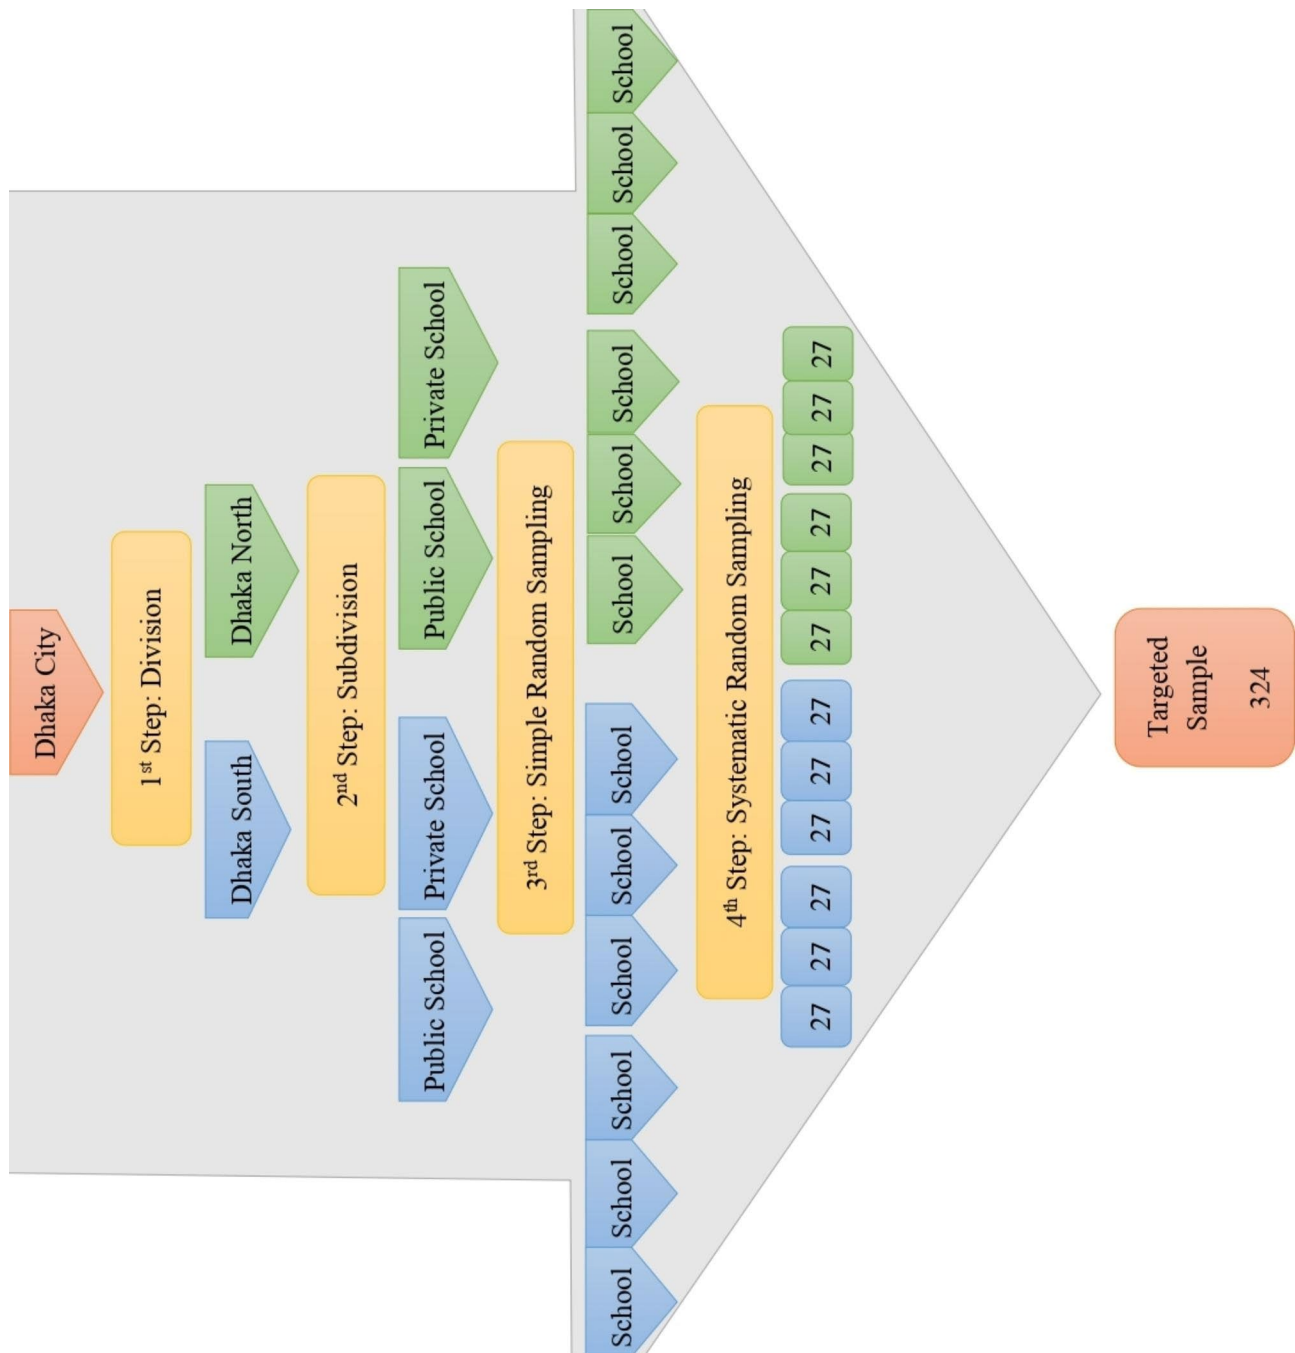 Dhaka City
1st Step: Division
Dhaka South
Dhaka North
2nd Step: Subdivision
Public School
Private School
Public School
Private School
3rd Step: Simple Random Sampling
School
School
School
School
School
School
School
School
School
School
School
School
4th Step: Systematic Random Sampling
27
27
27
27
27
27
27
27
27
27
27
27
Targeted
Sample
324